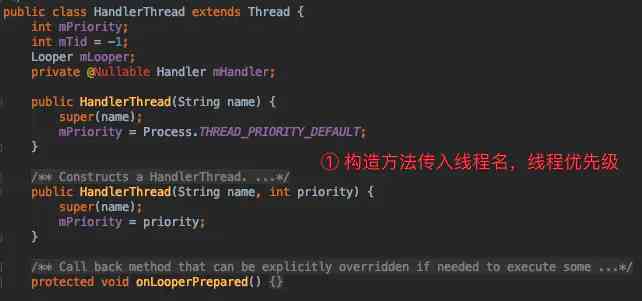 public class HandlerThread extends Thread {
int mPriority;
int mTid = -1;
Looper mLooper;
private @Nullable Handler mHandler;
public HandlerThread(String name) {
super(name);
mPriority = Process.THREAD_PRIORITY_DEFAULT;
}
① 构造方法传入线程名，线程优先级
/** Constructs a HandlerThread. ...*/
public HandlerThread(String name, int priority) {
super(name);
mPriority = priority;
}
/** Call back method that can be explicitly overridden if needed to execute some ...*/
protected void onLooperPrepared() {}